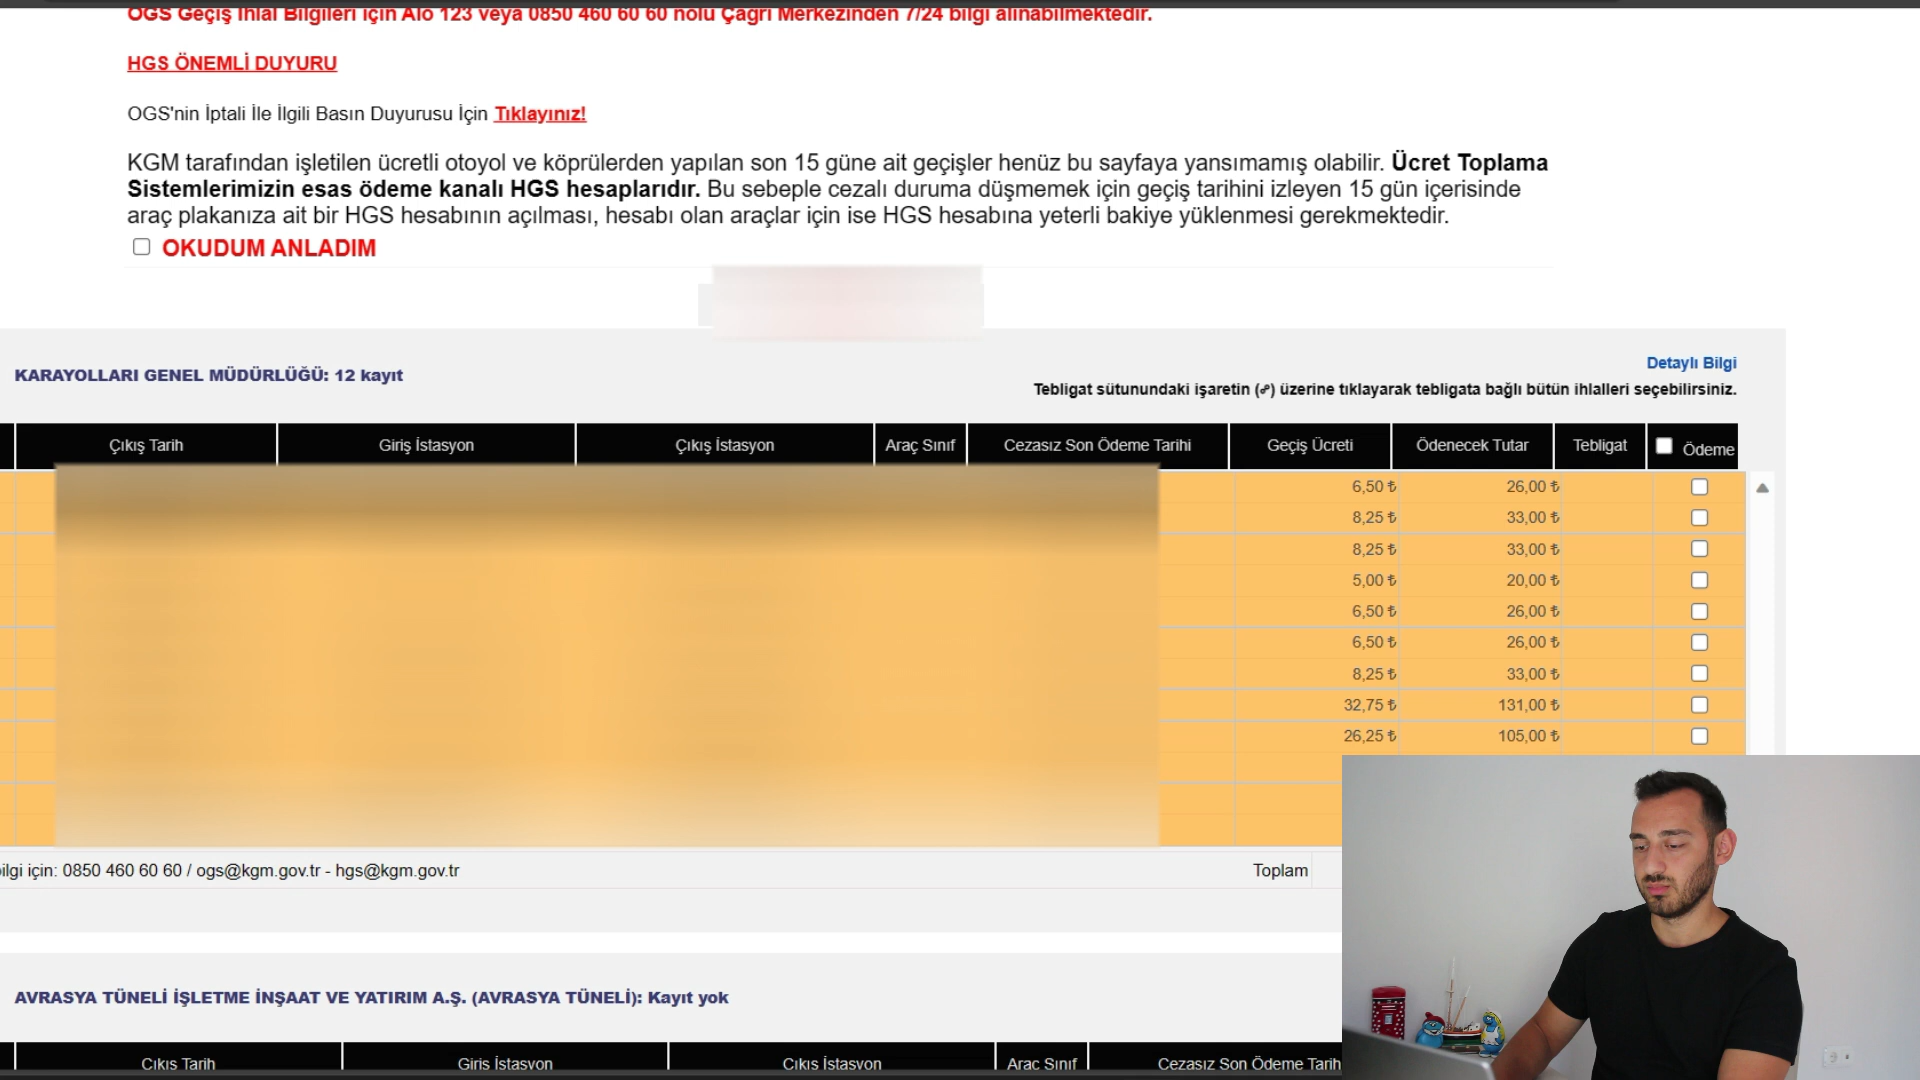 OGS Geçiş İhlal Bilgileri için Alo 123 veya 0850 460 60 60 nolu Çağrı Merkezinden 7/24 bilgi alınabilmektedir.
HGS ÖNEMLİ DUYURU
OGS'nin İptali İle İlgili Basın Duyurusu İçin Tıklayınız!
KGM tarafından işletilen ücretli otoyol ve köprülerden yapılan son 15 güne ait geçişler henüz bu sayfaya yansımamış olabilir. Ücret Toplama
Sistemlerimizin esas ödeme kanalı HGS hesaplarıdır. Bu sebeple cezalı duruma düşmemek için geçiş tarihini izleyen 15 gün içerisinde
araç plakanıza ait bir HGS hesabının açılması, hesabı olan araçlar için ise HGS hesabına yeterli bakiye yüklenmesi gerekmektedir.
OKUDUM ANLADIM
Detaylı Bilgi
KARAYOLLARI GENEL MÜDÜRLÜĞÜ: 12 kayıt
Tebligat sütunundaki işaretin (🔗) üzerine tıklayarak tebligata bağlı bütün ihlalleri seçebilirsiniz.
Çıkış Tarih Giriş İstasyon Çıkış İstasyon Araç Sınıf Cezasız Son Ödeme Tarihi Geçiş Ücreti Ödenecek Tutar Tebligat Ödeme
6,50 ₺ 26,00 ₺
8,25 ₺ 33,00 ₺
8,25 ₺ 33,00 ₺
5,00 ₺ 20,00 ₺
6,50 ₺ 26,00 ₺
6,50 ₺ 26,00 ₺
8,25 ₺ 33,00 ₺
32,75 ₺ 131,00 ₺
26,25 ₺ 105,00 ₺
ilgi için: 0850 460 60 60 / ogs@kgm.gov.tr - hgs@kgm.gov.tr Toplam
AVRASYA TÜNELİ İŞLETME İNŞAAT VE YATIRIM A.Ş. (AVRASYA TÜNELİ): Kayıt yok
Çıkış Tarih Giriş İstasyon Çıkış İstasyon Araç Sınıf Cezasız Son Ödeme Tarih